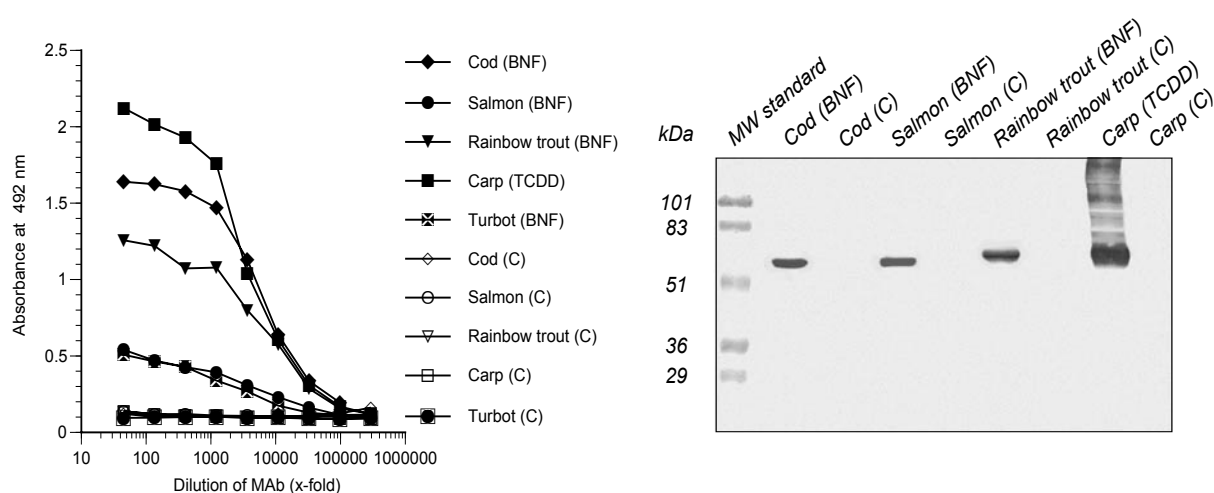 2.5
2
1.5
1
0.5
0
Absorbance at 492 nm
10
100
1000
10000
100000
1000000
Dilution of MAb (x-fold)
Cod (BNF)
Salmon (BNF)
Rainbow trout (BNF)
Carp (TCDD)
Turbot (BNF)
Cod (C)
Salmon (C)
Rainbow trout (C)
Carp (C)
Turbot (C)
kDa
MW standard
Cod (BNF)
Cod (C)
Salmon (BNF)
Salmon (C)
Rainbow trout (BNF)
Rainbow trout (C)
Carp (TCDD)
Carp (C)
101
83
51
36
29